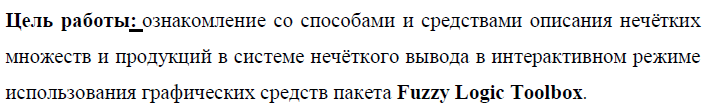 Цель работы: ознакомление со способами и средствами описания нечётких
множеств и продукций в системе нечёткого вывода в интерактивном режиме
использования графических средств пакета Fuzzy Logic Toolbox.